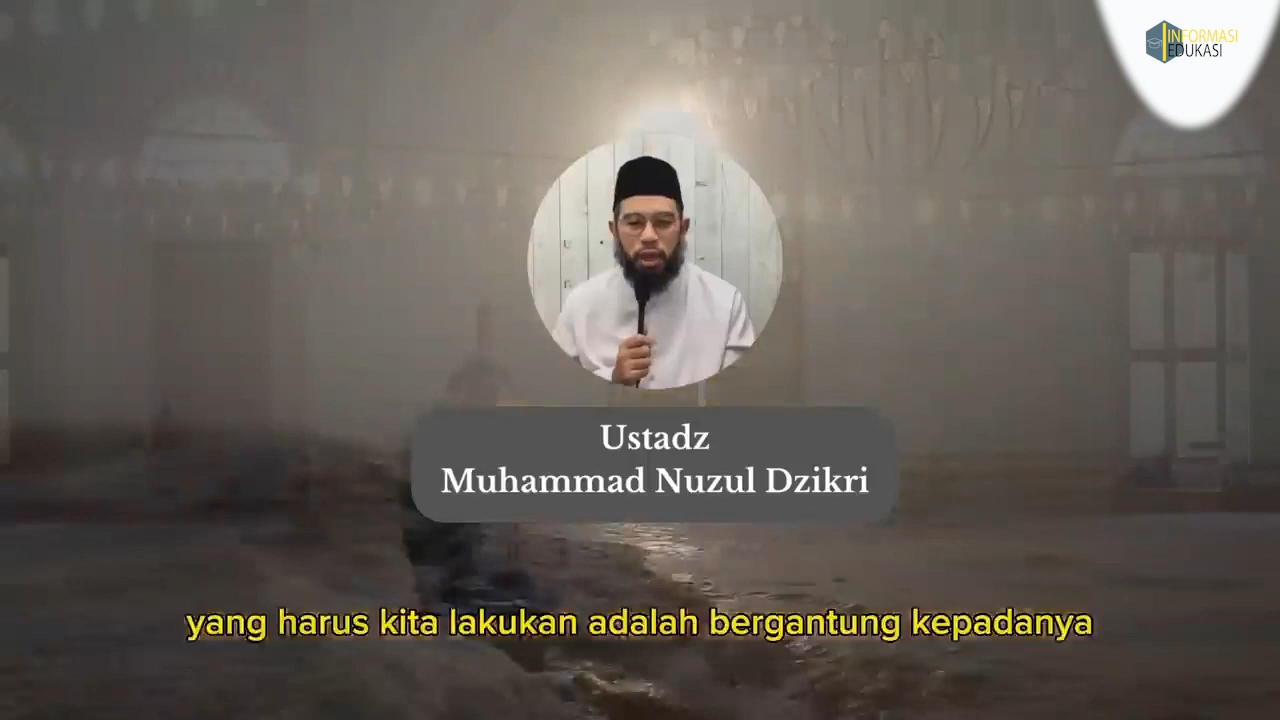 INFORMASI
EDUKASI
Ustadz
Muhammad Nuzul Dzikri
yang harus kita lakukan adalah bergantung kepadanya